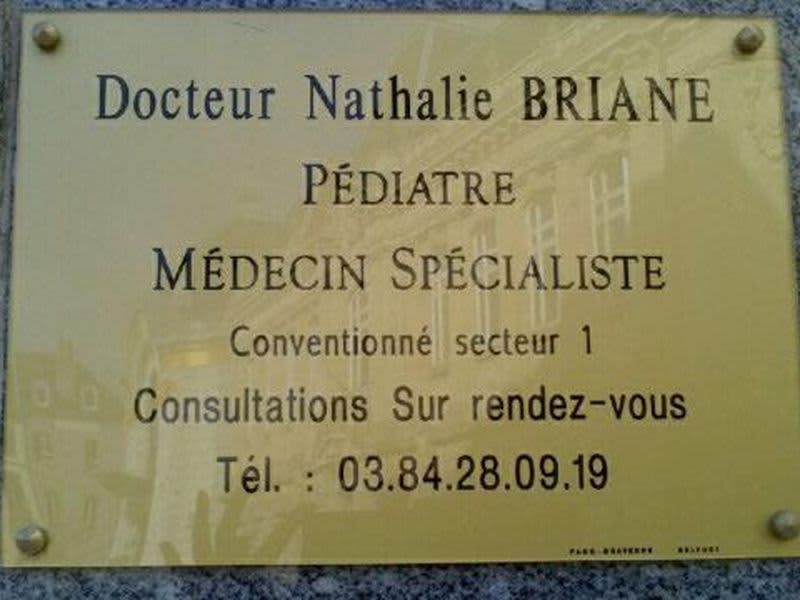 Docteur Nathalie BRIANE
PÉDIATRE
MÉDECIN SPÉCIALISTE
Conventionné secteur 1
Consultations Sur rendez-vous
Tél. : 03.84.28.09.19
BELFORT